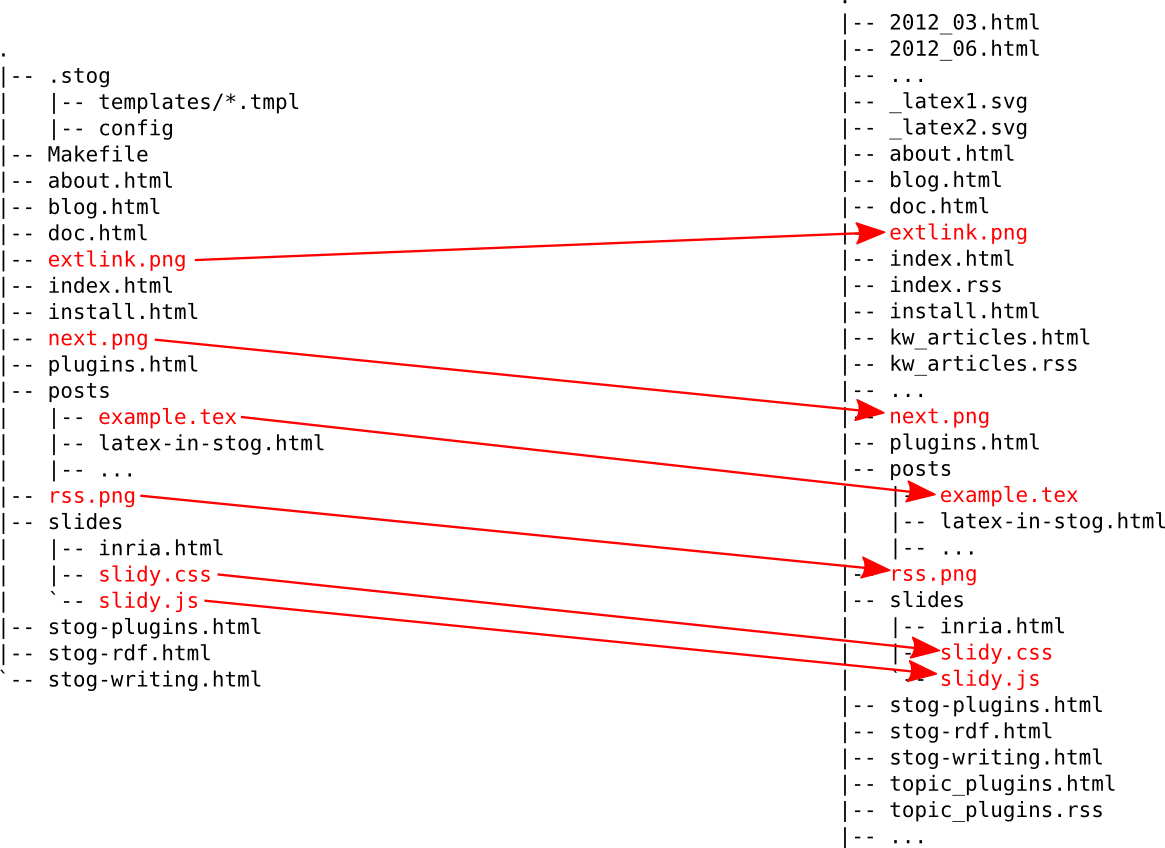 .
|-- .stog
|   |-- templates/*.tmpl
|   |-- config
|-- Makefile
|-- about.html
|-- blog.html
|-- doc.html
|-- extlink.png
|-- index.html
|-- install.html
|-- next.png
|-- plugins.html
|-- posts
|   |-- example.tex
|   |-- latex-in-stog.html
|   |-- ...
|-- rss.png
|-- slides
|   |-- inria.html
|   |-- slidy.css
|   `-- slidy.js
|-- stog-plugins.html
|-- stog-rdf.html
`-- stog-writing.html
.
|-- 2012_03.html
|-- 2012_06.html
|-- ...
|-- _latex1.svg
|-- _latex2.svg
|-- about.html
|-- blog.html
|-- doc.html
|-- extlink.png
|-- index.html
|-- index.rss
|-- install.html
|-- kw_articles.html
|-- kw_articles.rss
|-- ...
|-- next.png
|-- plugins.html
|-- posts
|   |-- example.tex
|   |-- latex-in-stog.html
|   |-- ...
|-- rss.png
|-- slides
|   |-- inria.html
|   |-- slidy.css
|   `-- slidy.js
|-- stog-plugins.html
|-- stog-rdf.html
|-- stog-writing.html
|-- topic_plugins.html
|-- topic_plugins.rss
|-- ...